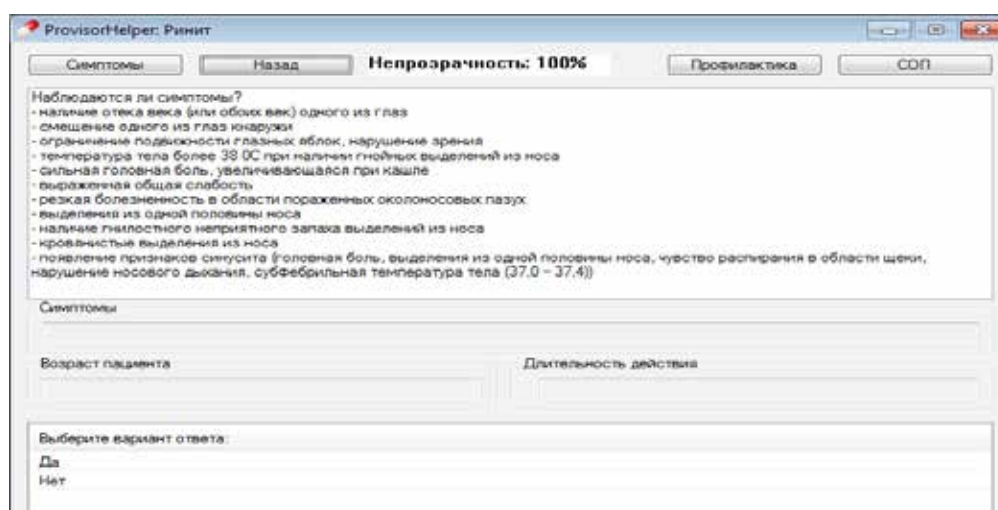 ProvisorHelper: Ринит
Симптомы Назад Непрозрачность: 100% Профилактика СОП
Наблюдаются ли симптомы?
- наличие отека века (или обоих век) одного из глаз
- смещение одного из глаз кнаружи
- ограничение подвижности глазных яблок, нарушение зрения
- температура тела более 38 0С при наличии гнойных выделений из носа
- сильная головная боль, увеличивающаяся при кашле
- выраженная общая слабость
- резкая болезненность в области пораженных околоносовых пазух
- выделения из одной половины носа
- наличие гнилостного неприятного запаха выделений из носа
- кровянистые выделения из носа
- появление признаков синусита (головная боль, выделения из одной половины носа, чувство распирания в области щеки,
нарушение носового дыхания, субфебрильная температура тела (37,0 – 37,4))
Симптомы
Возраст пациента Длительность действия
Выберите вариант ответа:
Да
Нет